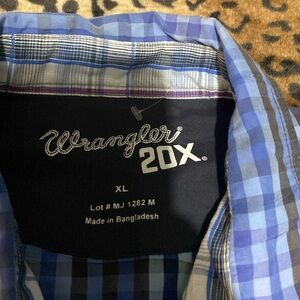 Wrangler
20X®
XL
Lot # MJ 1282 M
Made in Bangladesh